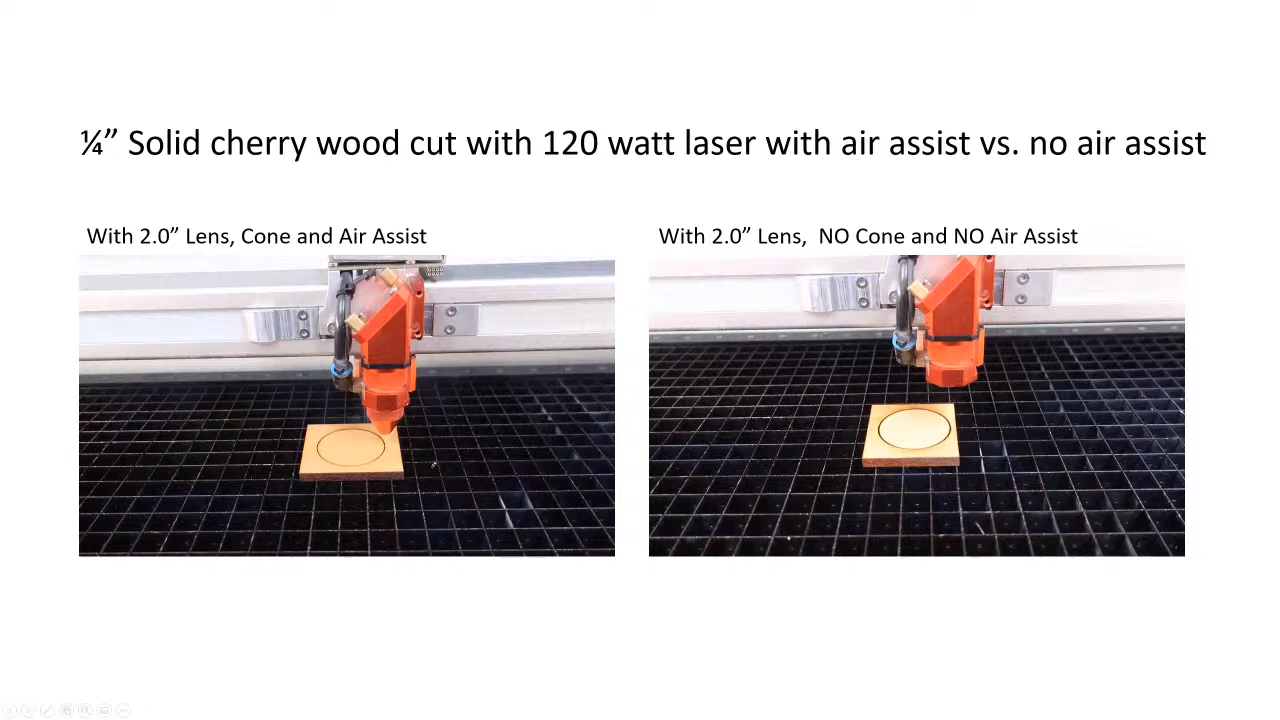 ¼” Solid cherry wood cut with 120 watt laser with air assist vs. no air assist
With 2.0” Lens, Cone and Air Assist
With 2.0” Lens,  NO Cone and NO Air Assist